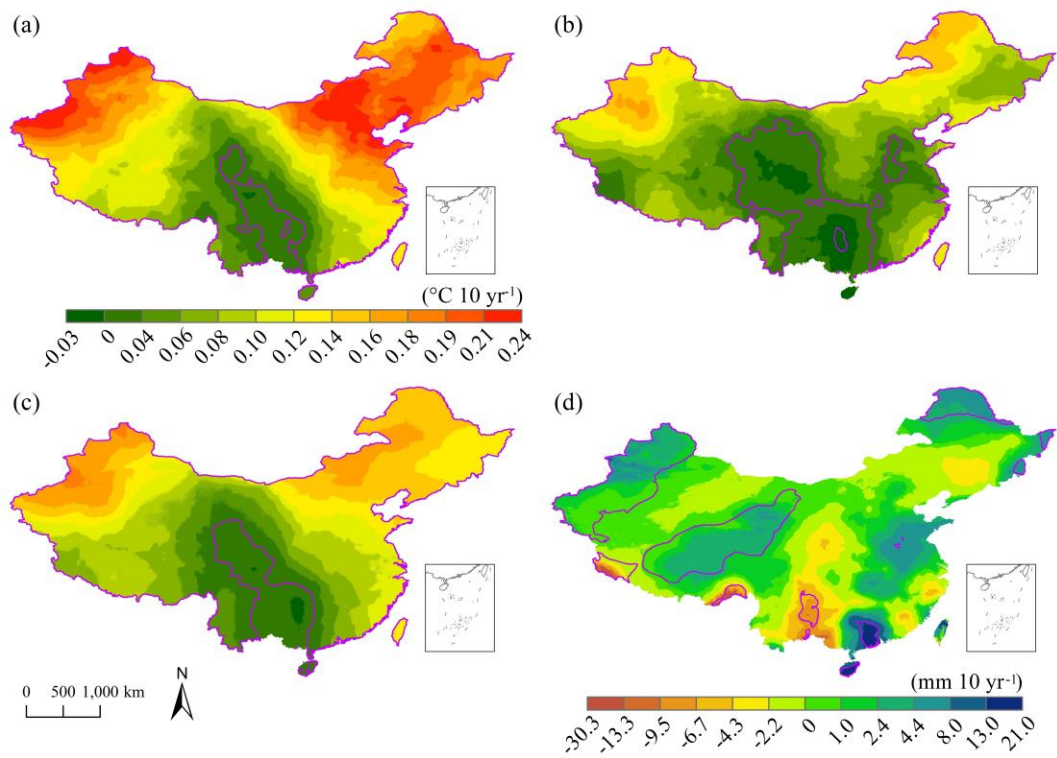 (a)
(b)
(°C 10 yr⁻¹)
-0.03 0 0.04 0.06 0.08 0.10 0.12 0.14 0.16 0.18 0.19 0.21 0.24
(c)
(d)
N
0 500 1,000 km
(mm 10 yr⁻¹)
-30.3 -13.3 -9.5 -6.7 -4.3 -2.2 0 1.0 2.4 4.4 8.0 13.0 21.0